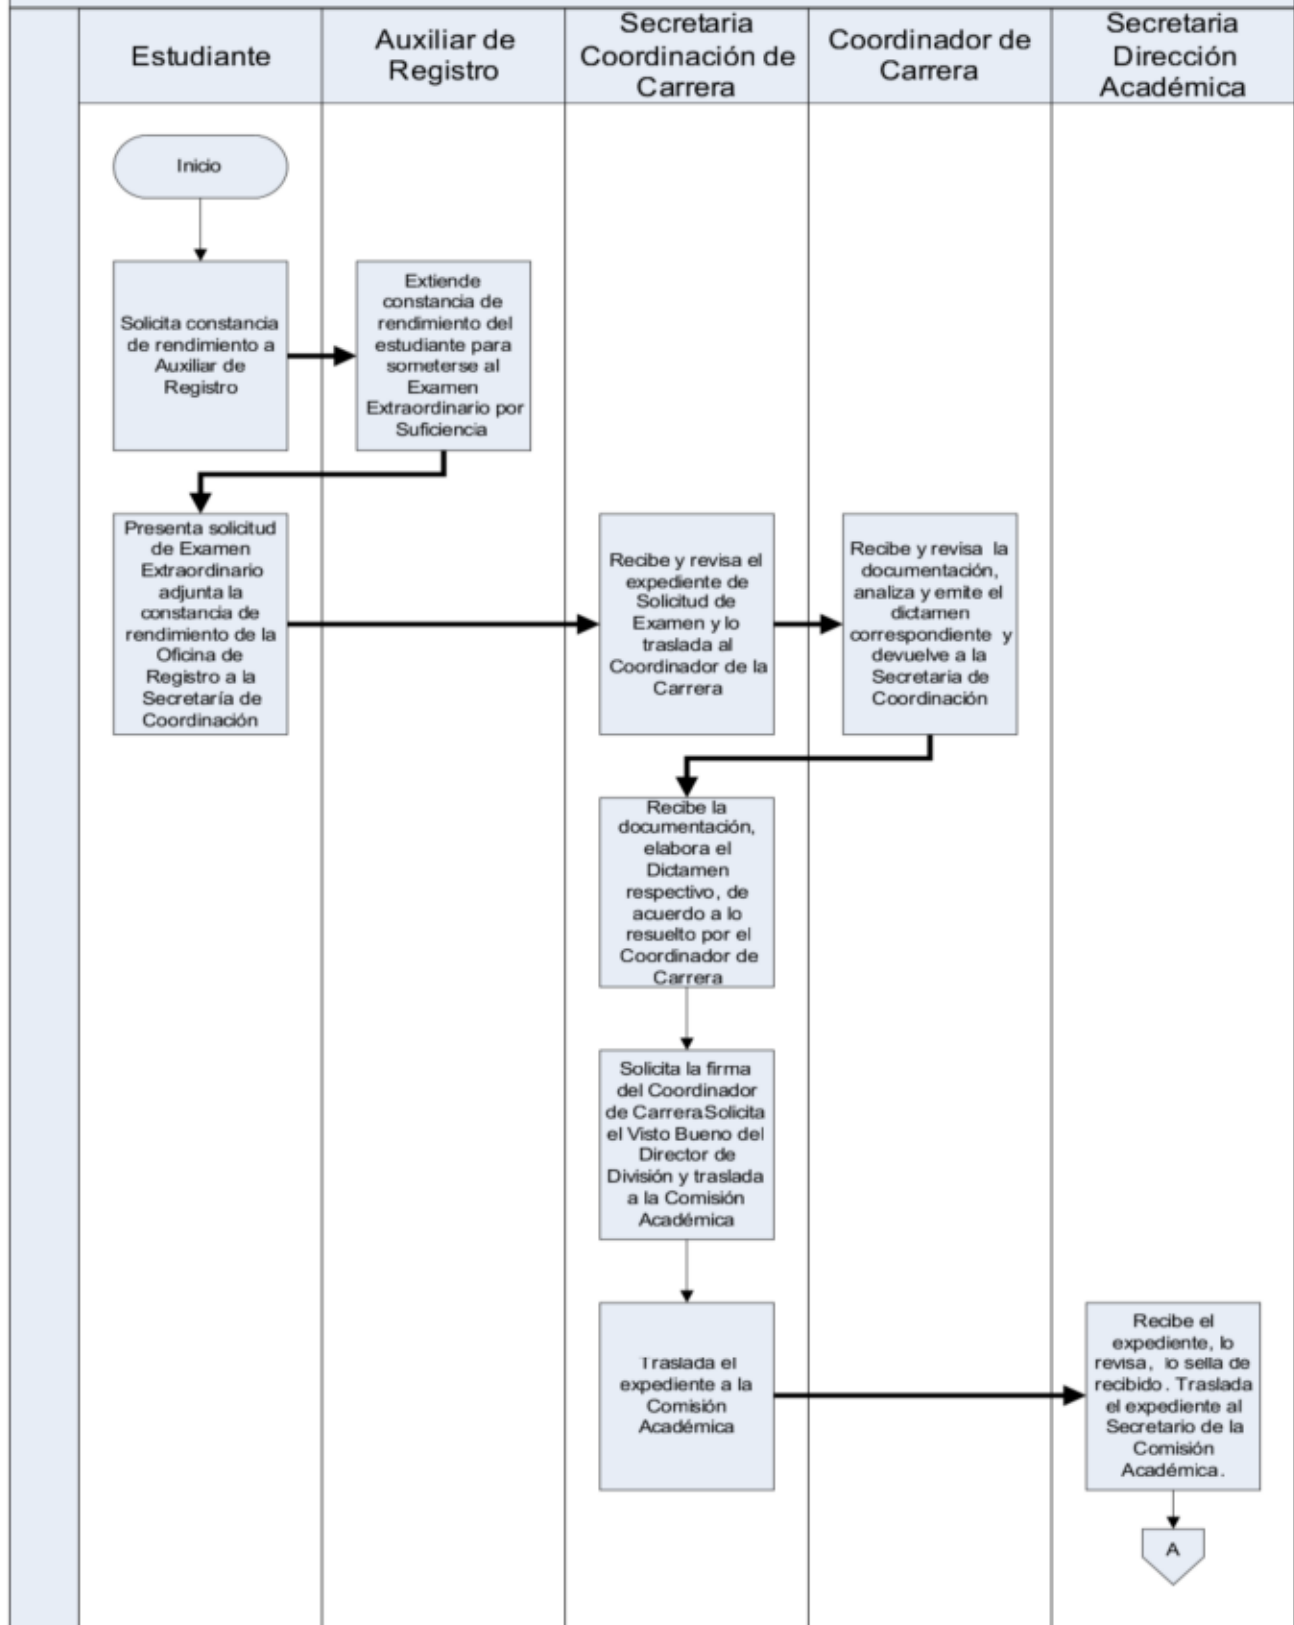 Estudiante
Auxiliar de
Registro
Secretaria
Coordinación de
Carrera
Coordinador de
Carrera
Secretaria
Dirección
Académica
Inicio
Solicita constancia
de rendimiento a
Auxiliar de
Registro
Extiende
constancia de
rendimiento del
estudiante para
someterse al
Examen
Extraordinario por
Suficiencia
Presenta solicitud
de Examen
Extraordinario
adjunta la
constancia de
rendimiento de la
Oficina de
Registro a la
Secretaría de
Coordinación
Recibe y revisa el
expediente de
Solicitud de
Examen y lo
traslada al
Coordinador de la
Carrera
Recibe y revisa la
documentación,
analiza y emite el
dictamen
correspondiente y
devuelve a la
Secretaria de
Coordinación
Recibe la
documentación,
elabora el
Dictamen
respectivo, de
acuerdo a lo
resuelto por el
Coordinador de
Carrera
Solicita la firma
del Coordinador
de Carrera.Solicita
el Visto Bueno del
Director de
División y traslada
a la Comisión
Académica
Traslada el
expediente a la
Comisión
Académica
Recibe el
expediente, lo
revisa, lo sella de
recibido. Traslada
el expediente al
Secretario de la
Comisión
Académica.
A